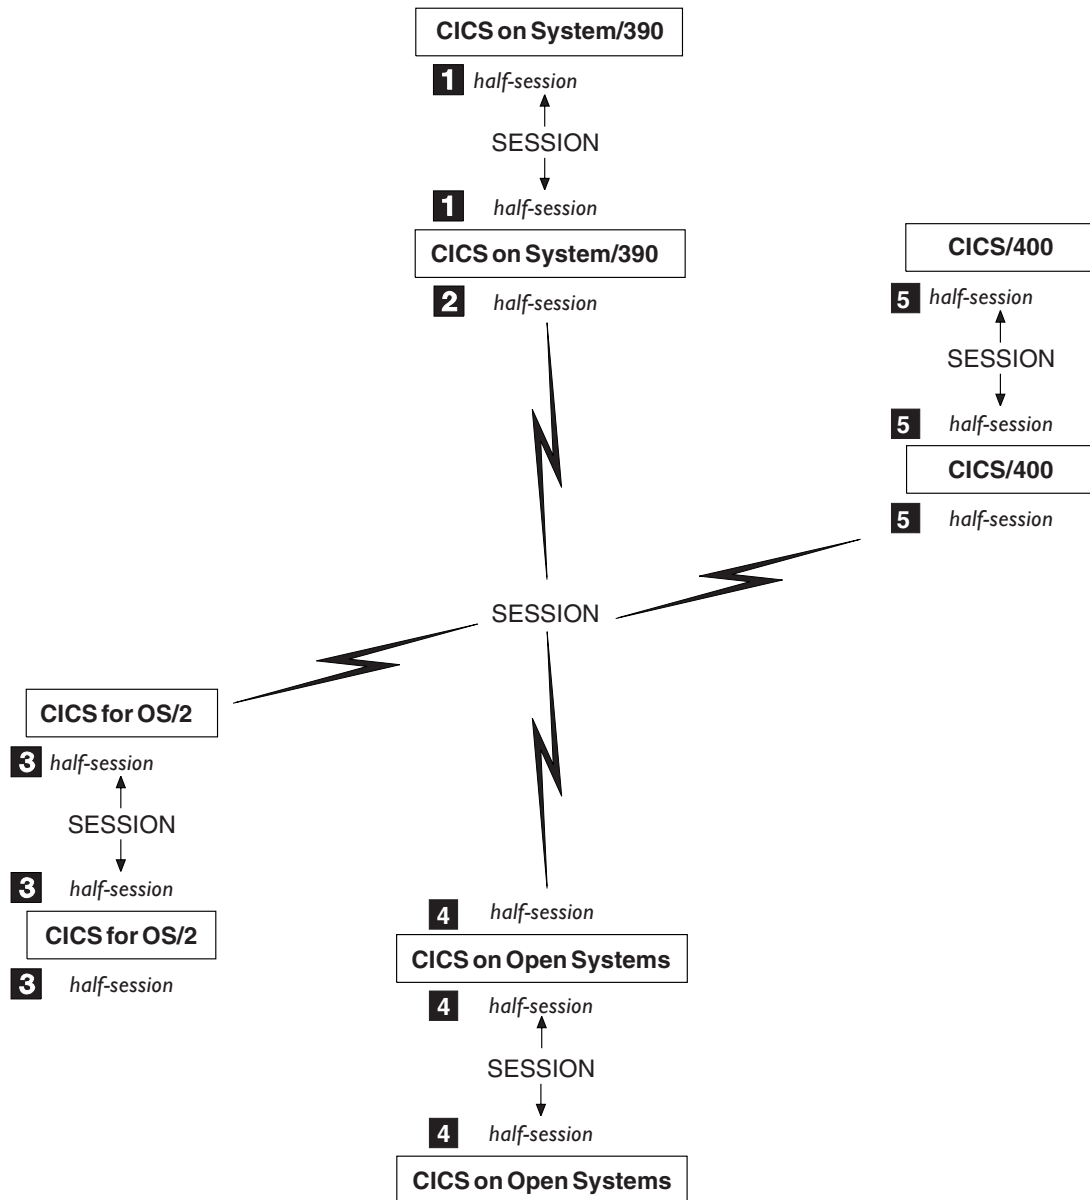 CICS on System/390
1 half-session
SESSION
1 half-session
CICS on System/390
2 half-session
CICS/400
5 half-session
SESSION
5 half-session
CICS/400
5 half-session
SESSION
CICS for OS/2
3 half-session
SESSION
3 half-session
CICS for OS/2
3 half-session
4 half-session
CICS on Open Systems
4 half-session
SESSION
4 half-session
CICS on Open Systems